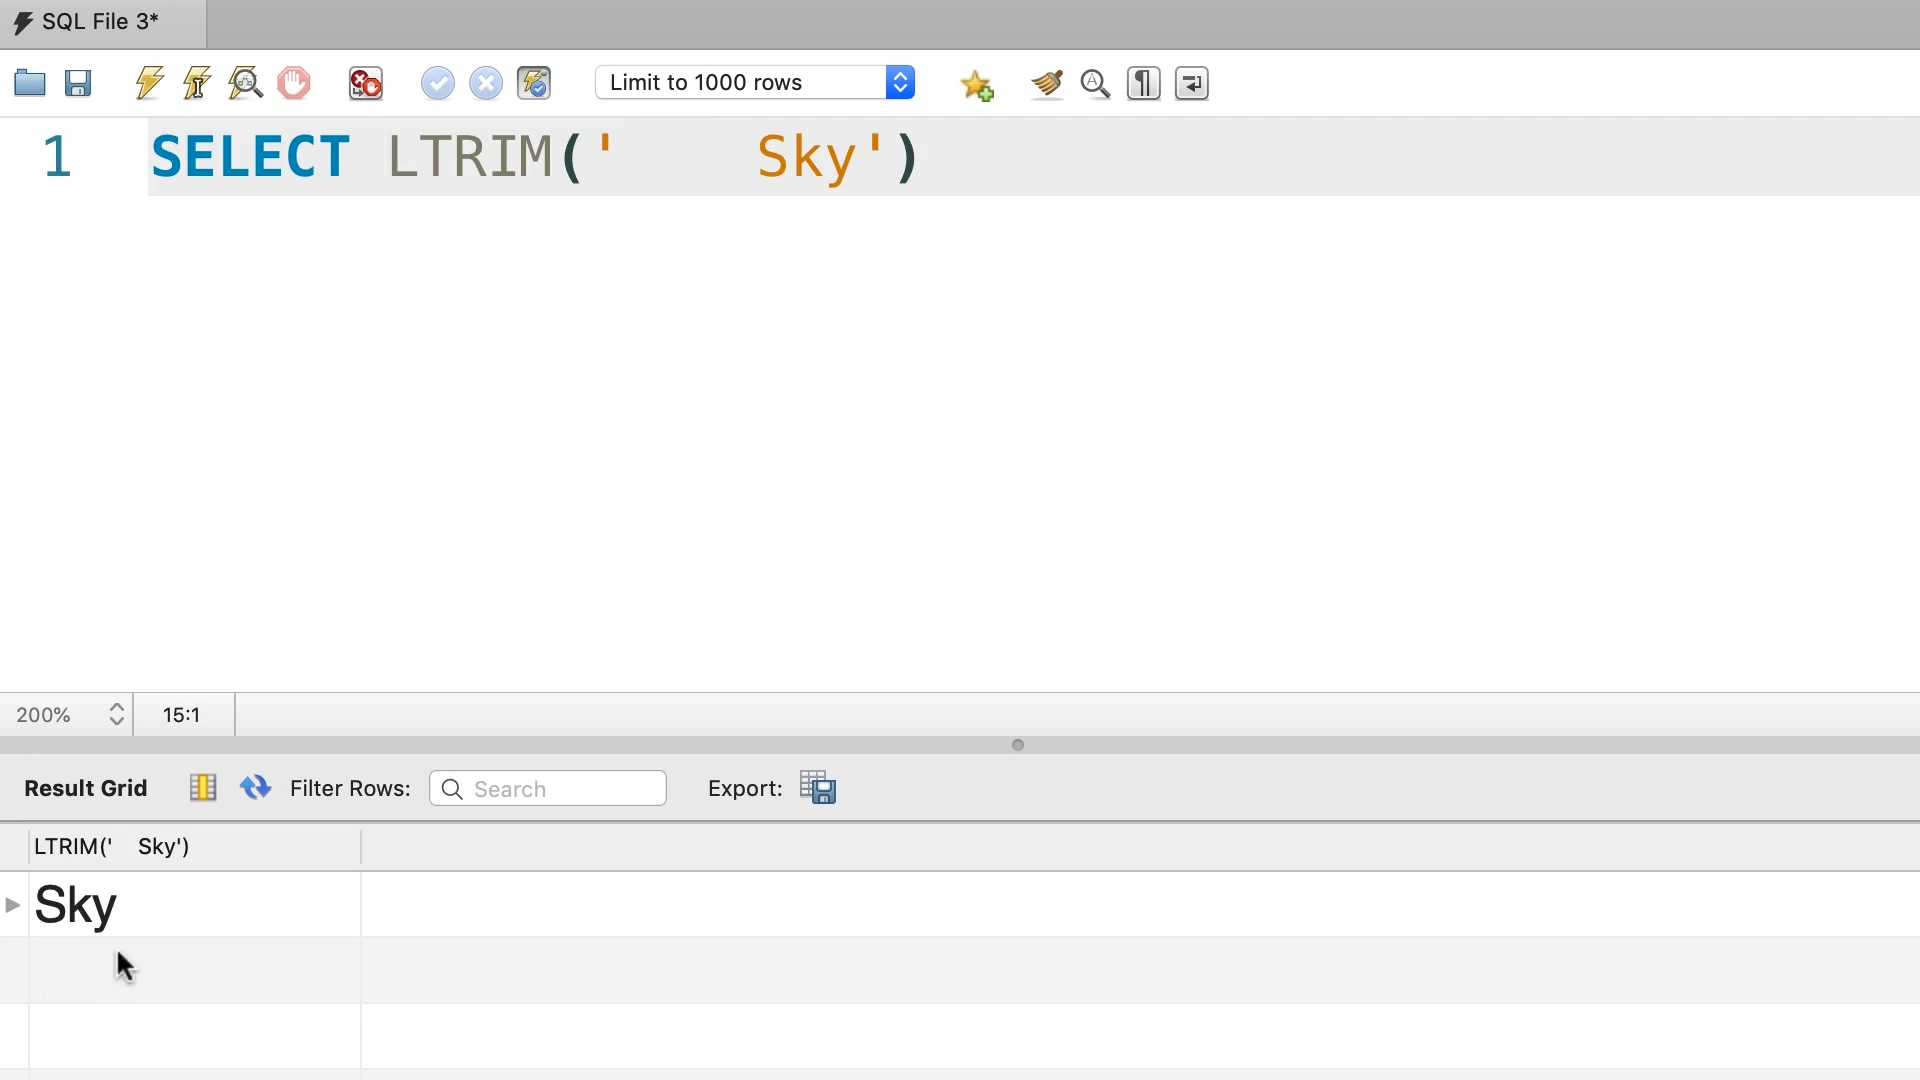 SQL File 3*
Limit to 1000 rows
1 SELECT LTRIM('    Sky')
200% 15:1
Result Grid Filter Rows: Search Export:
LTRIM('    Sky')
Sky